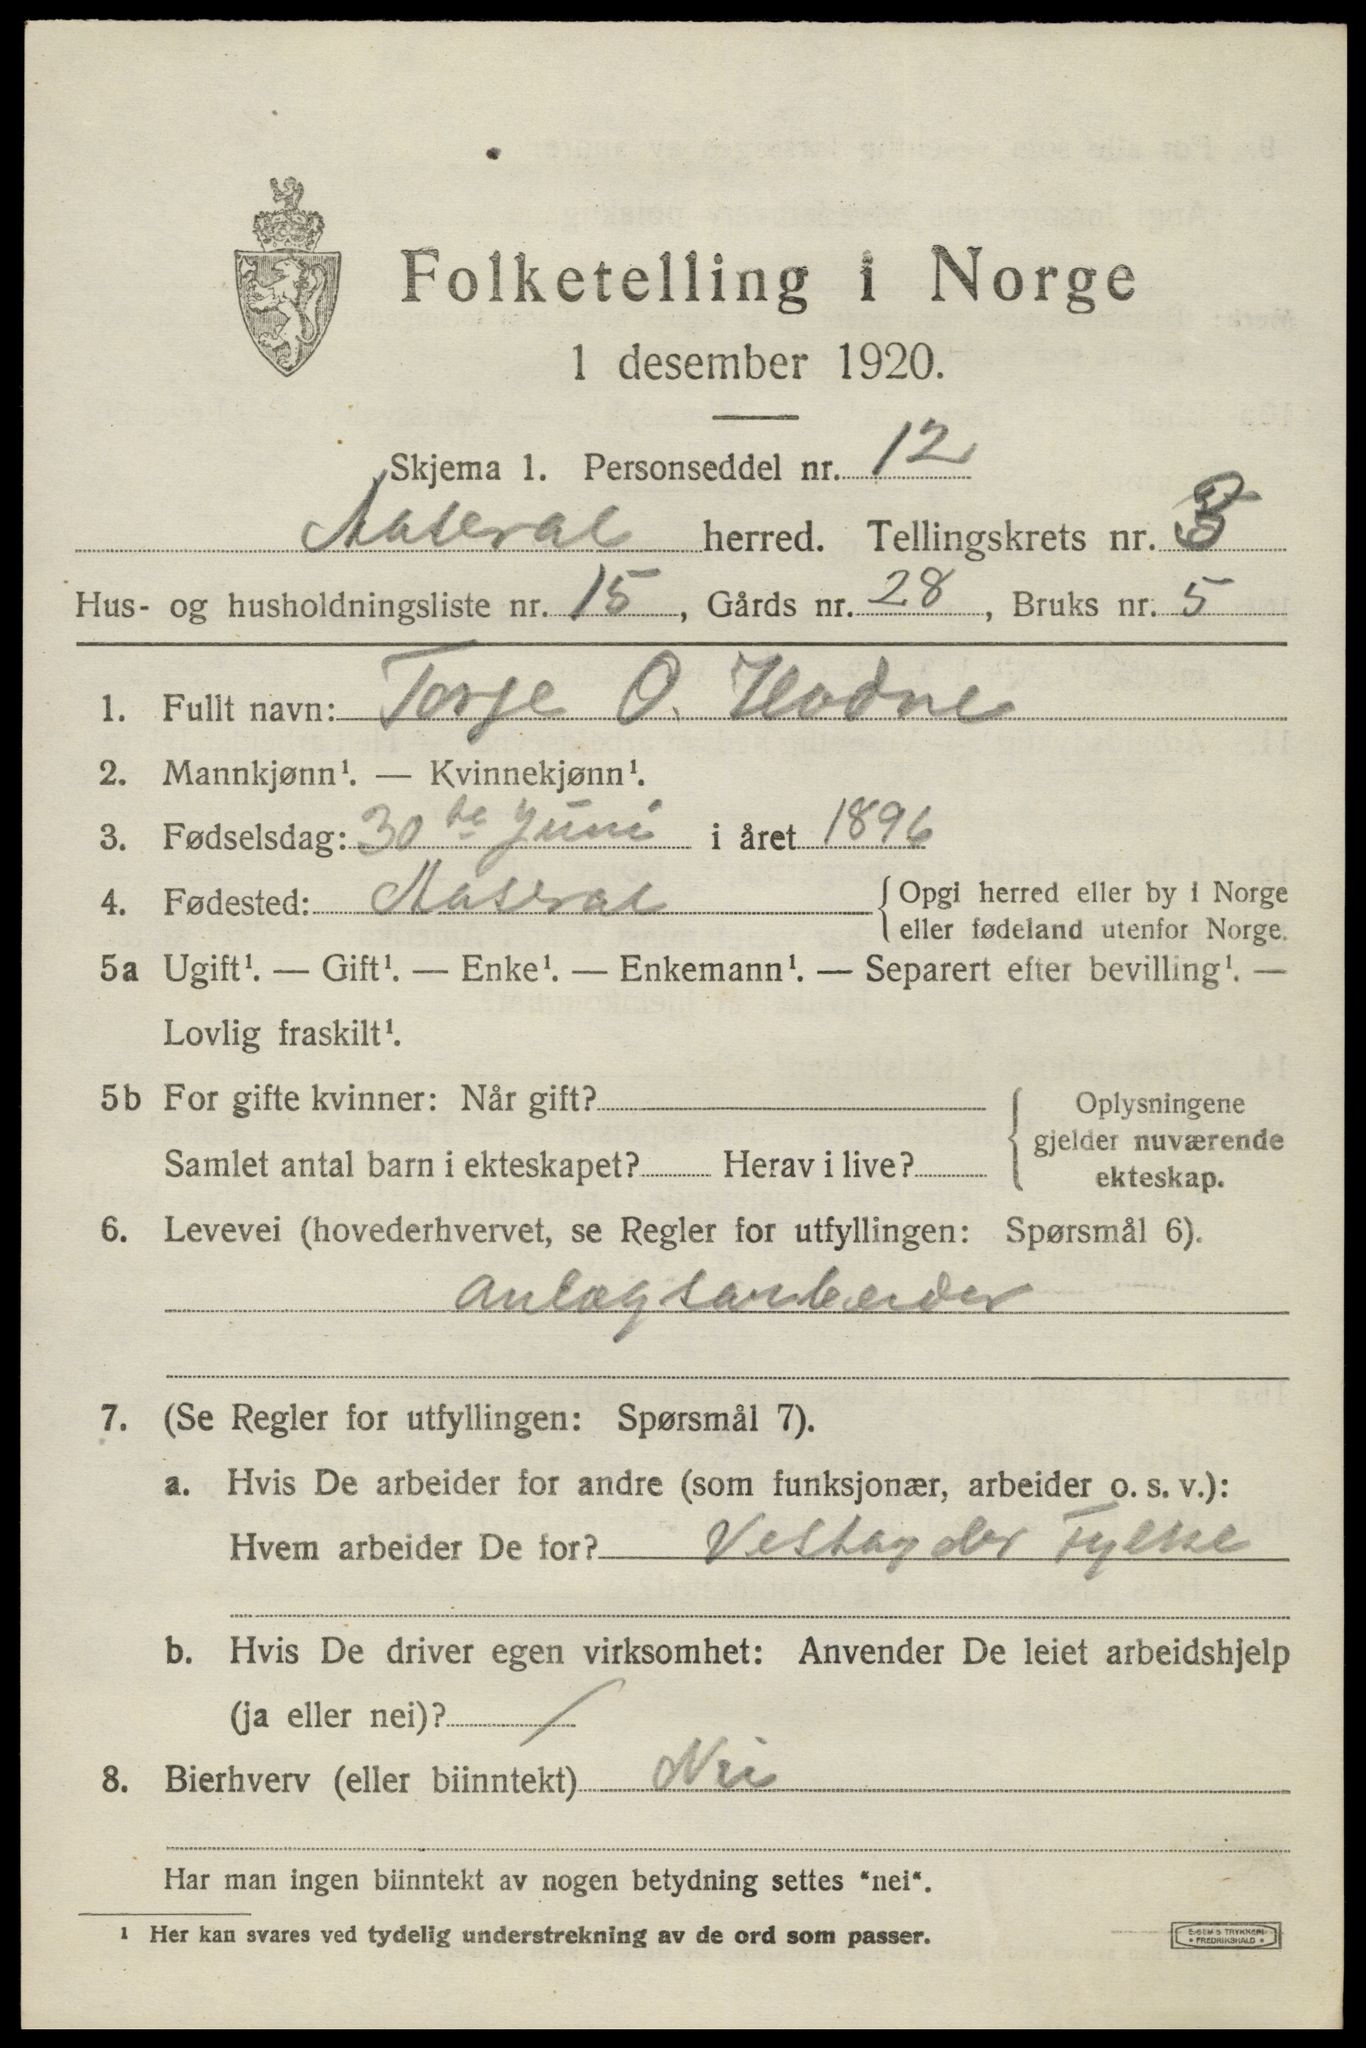 Folketelling i Norge
1 desember 1920.
Skjema 1. Personseddel nr. 12
Aaseral herred. Tellingskrets nr.
Hus- og husholdningsliste nr. 15, Gårds nr. 28, Bruks nr. 5
1. Fullt navn: Torje O. Hodne
2. Mannkjønn¹. — Kvinnekjønn¹.
3. Fødselsdag: 30te Juni i året 1896
4. Fødested: Aaseral { Opgi herred eller by i Norge
eller fødeland utenfor Norge.
5a Ugift¹. — Gift¹. — Enke¹. — Enkemann¹. — Separert efter bevilling¹. —
Lovlig fraskilt¹.
5b For gifte kvinner: Når gift? { Oplysningene
gjelder nuværende
Samlet antal barn i ekteskapet? Herav i live? ekteskap.
6. Levevei (hovederhvervet, se Regler for utfyllingen: Spørsmål 6).
Anlægsarbeider
7. (Se Regler for utfyllingen: Spørsmål 7).
a. Hvis De arbeider for andre (som funksjonær, arbeider o. s. v.):
Hvem arbeider De for? Vestagder Fylke
b. Hvis De driver egen virksomhet: Anvender De leiet arbeidshjelp
(ja eller nei)? /
8. Bierhverv (eller biinntekt) Nei
Har man ingen biinntekt av nogen betydning settes "nei".
¹ Her kan svares ved tydelig understrekning av de ord som passer.
FREDRIKSHALD